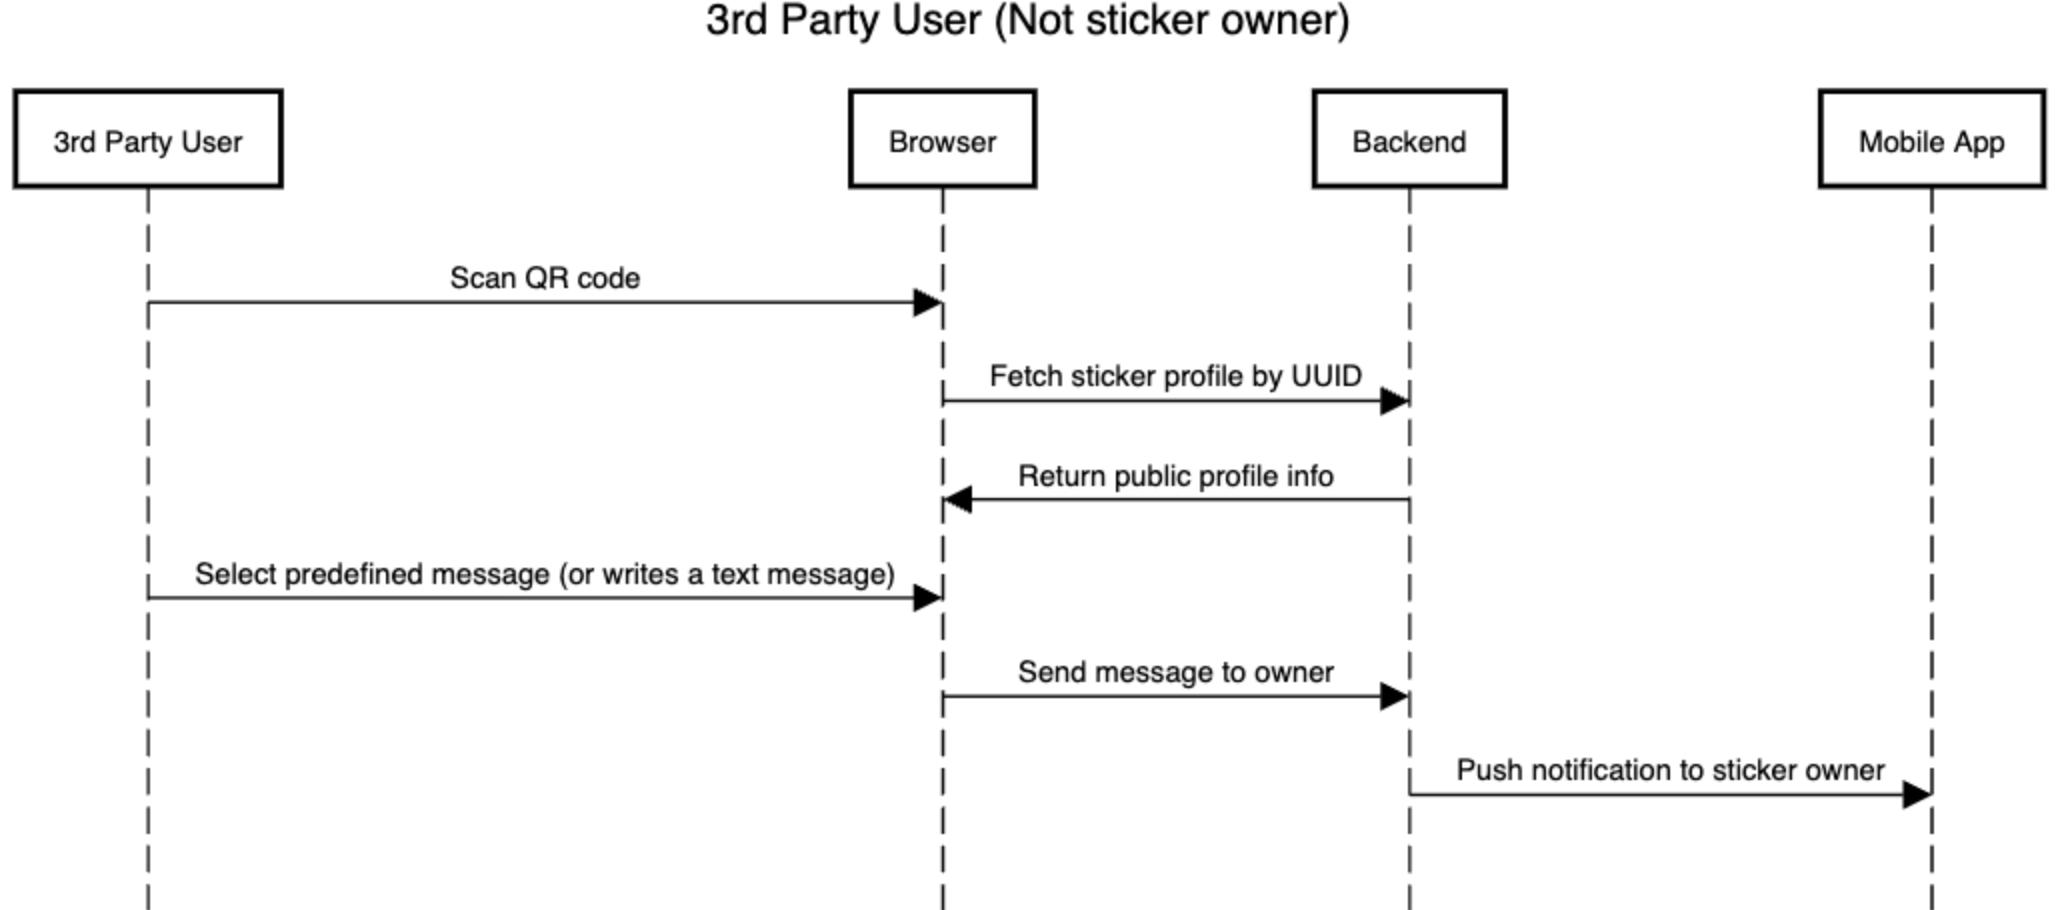 3rd Party User (Not sticker owner)
3rd Party User
Browser
Backend
Mobile App
Scan QR code
Fetch sticker profile by UUID
Return public profile info
Select predefined message (or writes a text message)
Send message to owner
Push notification to sticker owner